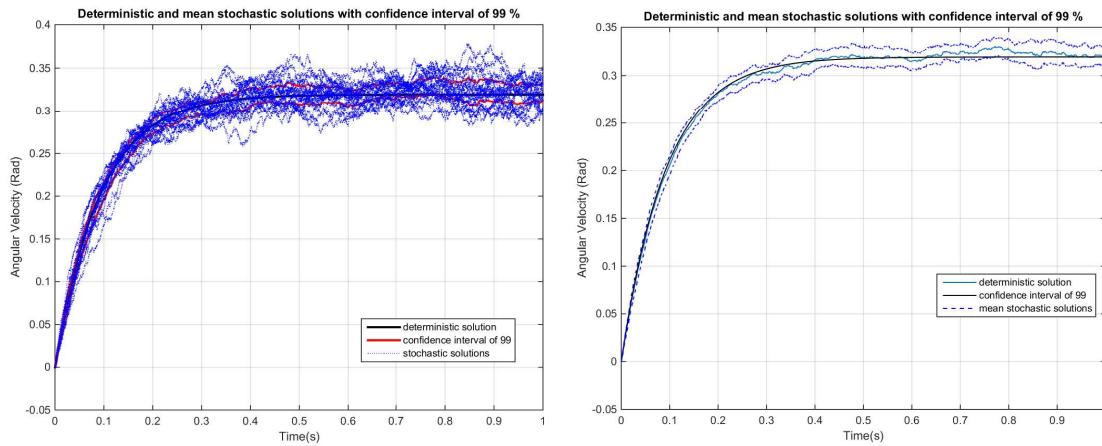 Deterministic and mean stochastic solutions with confidence interval of 99 %
0.4
0.35
0.3
0.25
0.2
0.15
0.1
0.05
0
-0.05
Angular Velocity (Rad)
0 0.1 0.2 0.3 0.4 0.5 0.6 0.7 0.8 0.9 1
Time(s)
deterministic solution
confidence interval of 99
stochastic solutions
Deterministic and mean stochastic solutions with confidence interval of 99 %
0.35
0.3
0.25
0.2
0.15
0.1
0.05
0
-0.05
Angular Velocity (Rad)
0 0.1 0.2 0.3 0.4 0.5 0.6 0.7 0.8 0.9
Time(s)
deterministic solution
confidence interval of 99
mean stochastic solutions